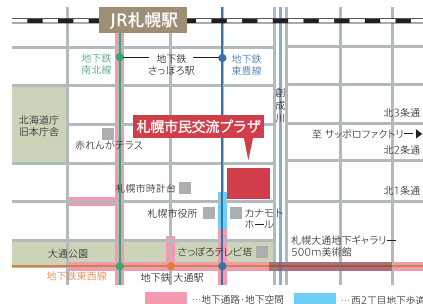 JR札幌駅
地下鉄
南北線
地下鉄
さっぽろ駅
地下鉄
東豊線
創成川
北海道庁
旧本庁舎
赤れんがテラス
札幌市民交流プラザ
北3条通
至 サッポロファクトリー
北2条通
札幌市時計台
北1条通
札幌市役所
カナモト
ホール
大通公園
さっぽろテレビ塔
札幌大通地下ギャラリー
500m美術館
地下鉄東西線
地下鉄 大通駅
…地下通路・地下空間
…西2丁目地下歩道